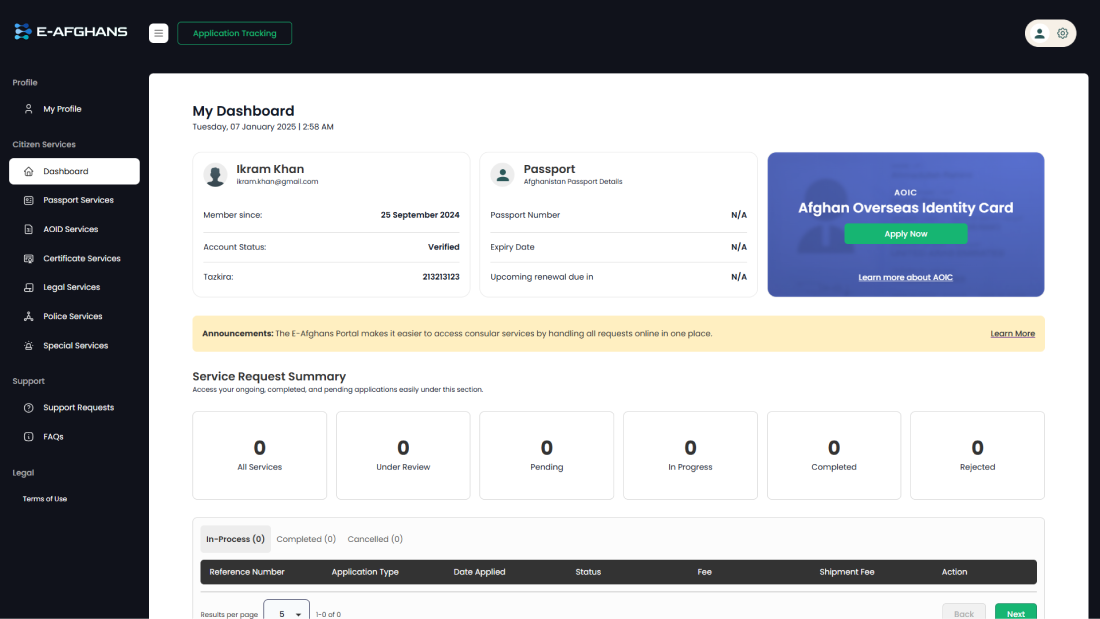 E-AFGHANS
Application Tracking
Profile
My Profile
Citizen Services
Dashboard
Passport Services
AOID Services
Certificate Services
Legal Services
Police Services
Special Services
Support
Support Requests
FAQs
Legal
Terms of Use
My Dashboard
Tuesday, 07 January 2025 | 2:58 AM
Ikram Khan
ikram.khan@gmail.com
Member since: 25 September 2024
Account Status: Verified
Tazkira: 213213123
Passport
Afghanistan Passport Details
Passport Number N/A
Expiry Date N/A
Upcoming renewal due in N/A
AOIC
Afghan Overseas Identity Card
Apply Now
Learn more about AOIC
Announcements: The E-Afghans Portal makes it easier to access consular services by handling all requests online in one place. Learn More
Service Request Summary
Access your ongoing, completed, and pending applications easily under this section.
0 0 0 0 0 0
All Services Under Review Pending In Progress Completed Rejected
In-Process (0) Completed (0) Cancelled (0)
Reference Number Application Type Date Applied Status Fee Shipment Fee Action
Results per page 5 1-0 of 0 Back Next